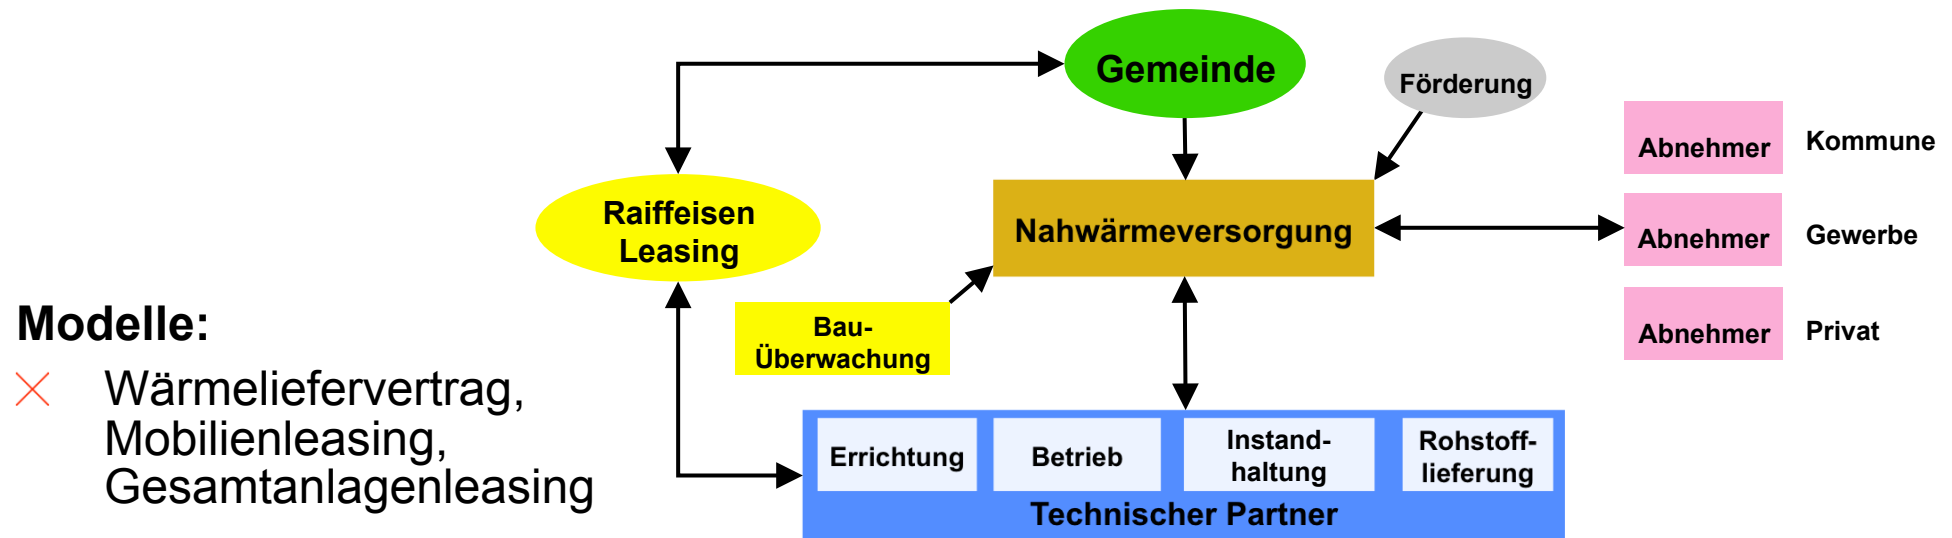 Gemeinde
Förderung
Abnehmer
Kommune
Raiffeisen
Leasing
Nahwärmeversorgung
Abnehmer
Gewerbe
Bau-
Überwachung
Abnehmer
Privat
Modelle:
Wärmeliefervertrag,
Mobilienleasing,
Gesamtanlagenleasing
Errichtung
Betrieb
Instand-
haltung
Rohstoff-
lieferung
Technischer Partner